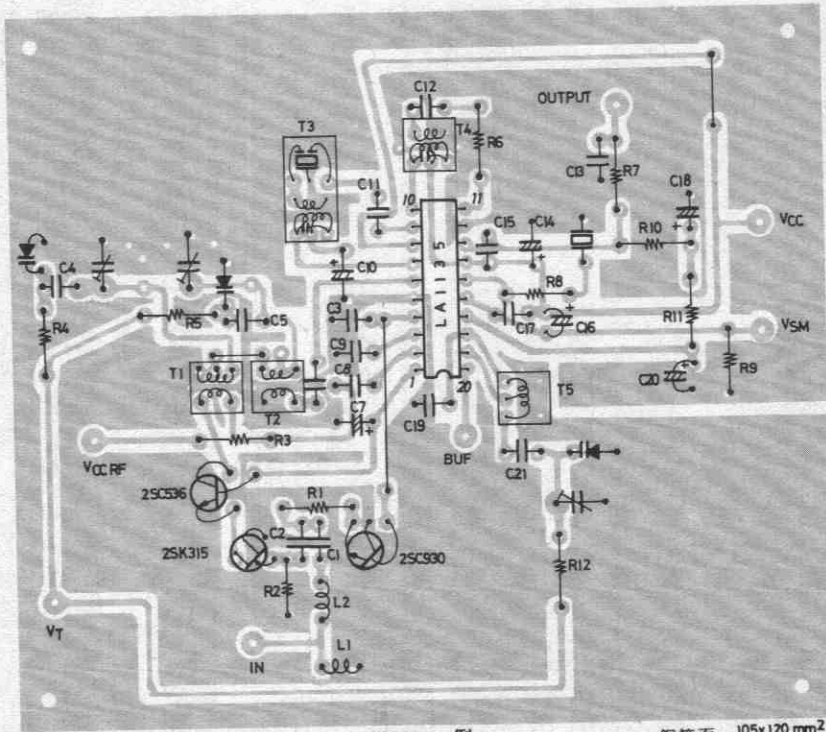 C12
OUTPUT
T3
T4
R6
C13
R7
C18
C11
10
11
VCC
C15
C14
R10
C4
C10
LA1135
R8
C3
R11
VSM
R4
R5
C5
C17
C16
C9
R9
T1
C8
1
20
T5
C20
C7
T2
C19
R3
VCC RF
BUF
C21
2SC536
R1
2SK315
C2
2SC930
C1
R12
R2
L2
VT
L1
IN
105x120 mm²